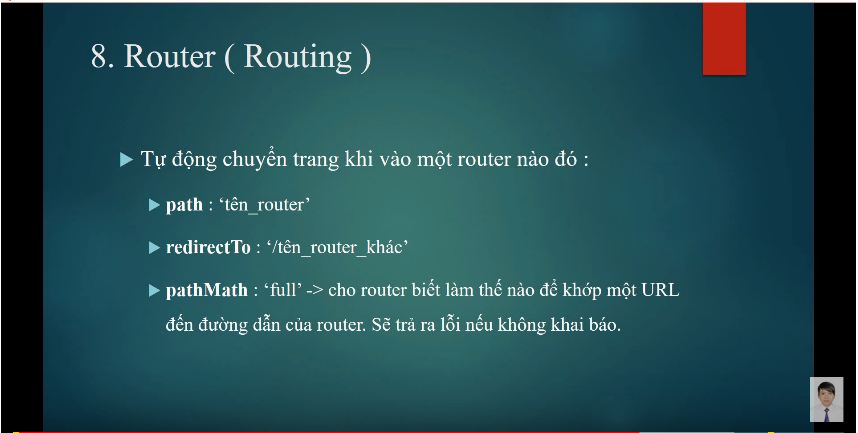 8. Router ( Routing )
Tự động chuyển trang khi vào một router nào đó :
path : ‘tên_router’
redirectTo : ‘/tên_router_khác’
pathMath : ‘full’ -> cho router biết làm thế nào để khớp một URL
đến đường dẫn của router. Sẽ trả ra lỗi nếu không khai báo.